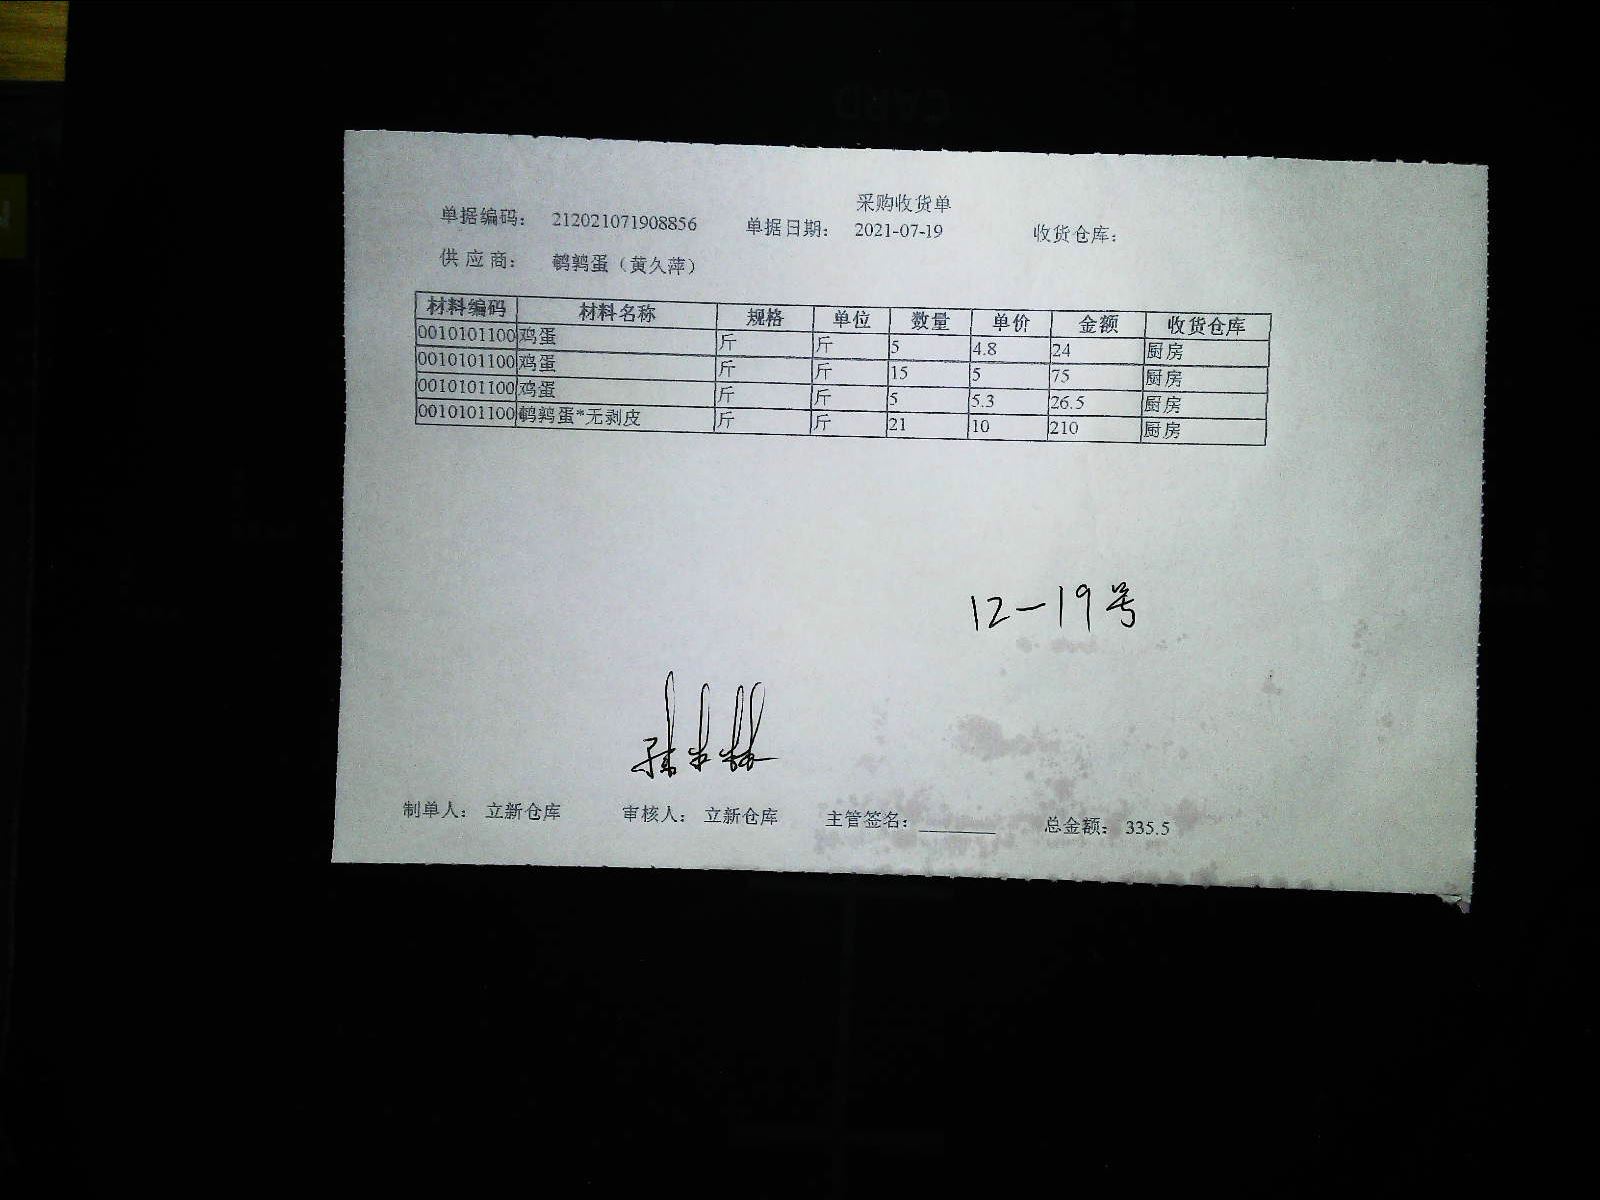 采购收货单
单据编码： 212021071908856 单据日期： 2021-07-19 收货仓库：
供 应 商： 鹌鹑蛋（黄久萍）
材料编码 材料名称 规格 单位 数量 单价 金额 收货仓库
0010101100 鸡蛋 斤 斤 5 4.8 24 厨房
0010101100 鸡蛋 斤 斤 15 5 75 厨房
0010101100 鸡蛋 斤 斤 5 5.3 26.5 厨房
0010101100 鹌鹑蛋*无剥皮 斤 斤 21 10 210 厨房
12-19号
制单人： 立新仓库 审核人： 立新仓库 主管签名：________ 总金额： 335.5